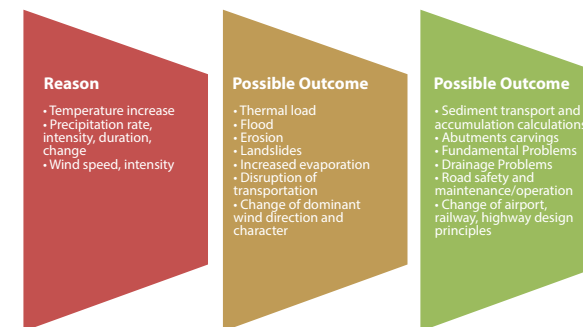 Reason
• Temperature increase
• Precipitation rate,
intensity, duration,
change
• Wind speed, intensity
Possible Outcome
• Thermal load
• Flood
• Erosion
• Landslides
• Increased evaporation
• Disruption of
transportation
• Change of dominant
wind direction and
character
Possible Outcome
• Sediment transport and
accumulation calculations
• Abutments carvings
• Fundamental Problems
• Drainage Problems
• Road safety and
maintenance/operation
• Change of airport,
railway, highway design
principles